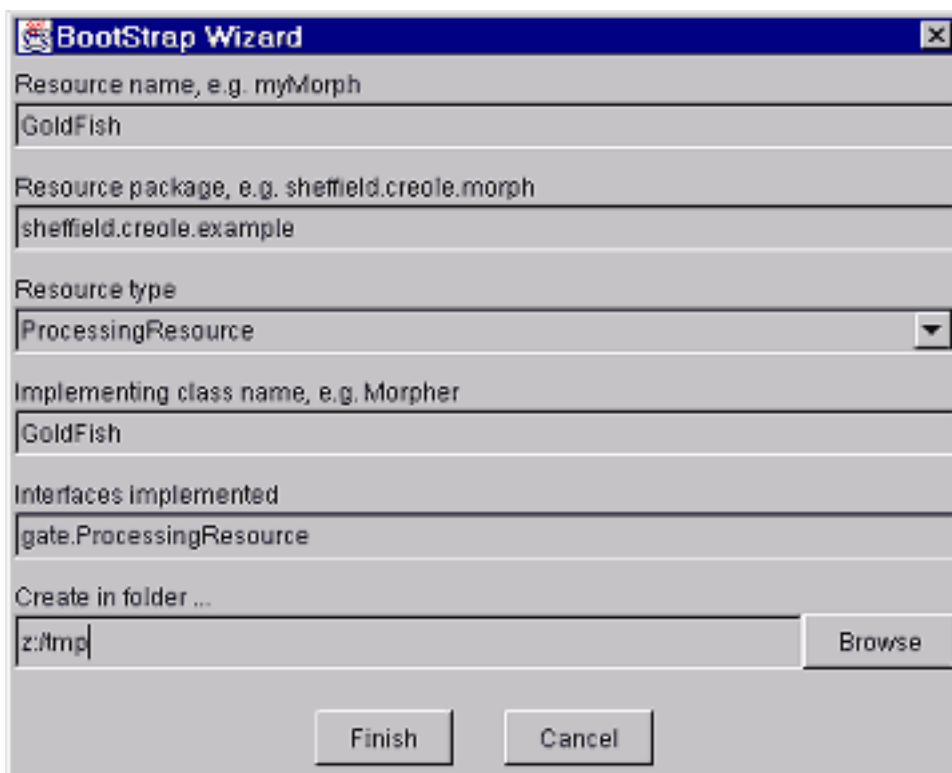 BootStrap Wizard
Resource name, e.g. myMorph
GoldFish
Resource package, e.g. sheffield.creole.morph
sheffield.creole.example
Resource type
ProcessingResource
Implementing class name, e.g. Morpher
GoldFish
Interfaces implemented
gate.ProcessingResource
Create in folder ...
z:/tmp
Browse
Finish Cancel